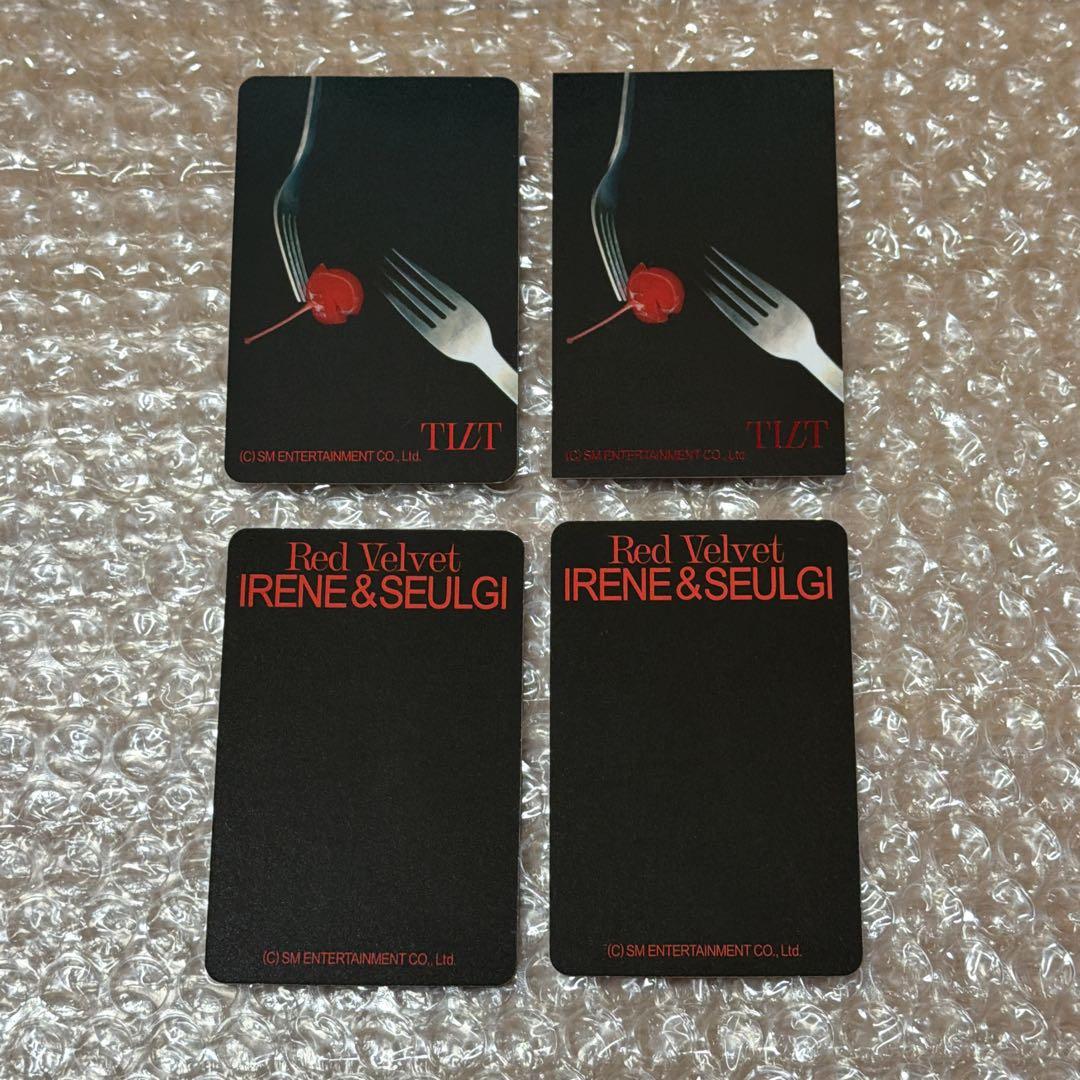 TILT
(C) SM ENTERTAINMENT CO., Ltd.
TILT
(C) SM ENTERTAINMENT CO., Ltd.
Red Velvet
IRENE & SEULGI
(C) SM ENTERTAINMENT CO., Ltd.
Red Velvet
IRENE & SEULGI
(C) SM ENTERTAINMENT CO., Ltd.